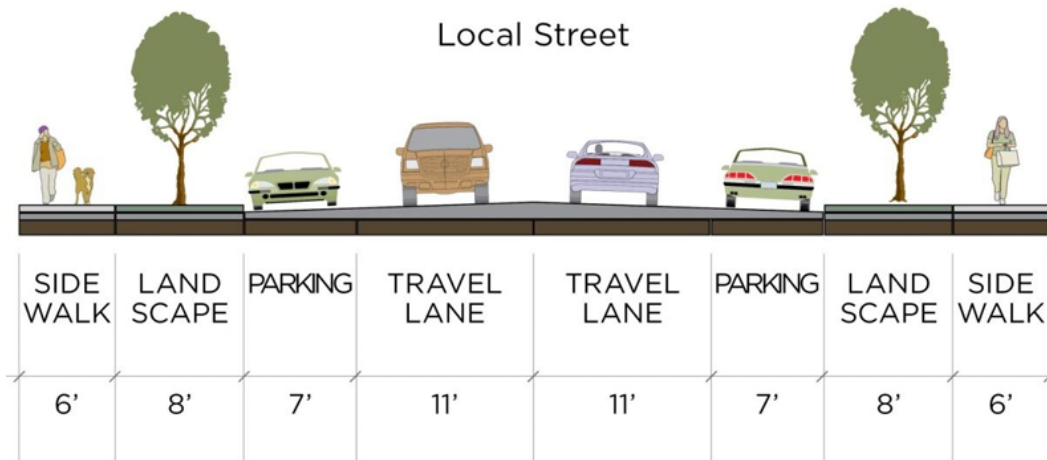 Local Street
SIDE
WALK
LAND
SCAPE
PARKING
TRAVEL
LANE
TRAVEL
LANE
PARKING
LAND
SCAPE
SIDE
WALK
6’
8’
7’
11’
11’
7’
8’
6’